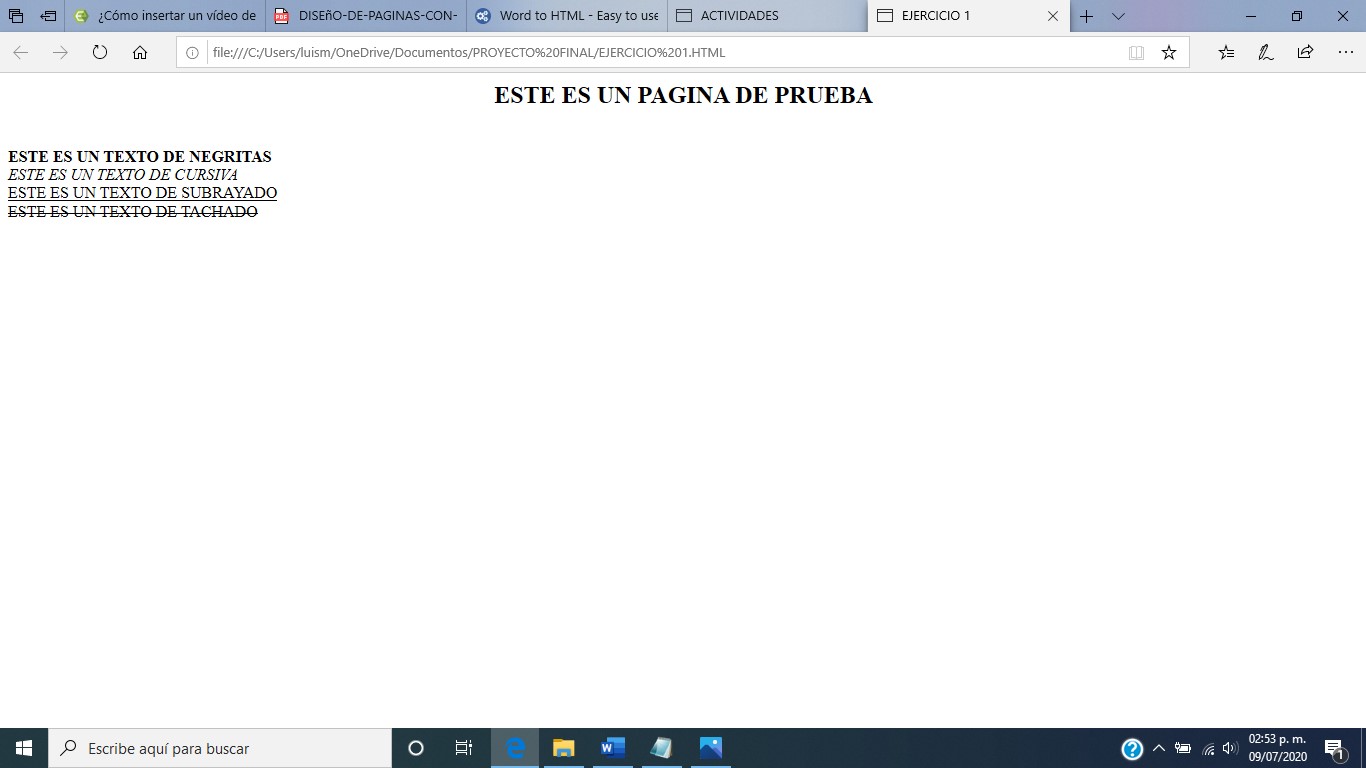 ¿Cómo insertar un vídeo de
DISEñO-DE-PAGINAS-CON-
Word to HTML - Easy to use
ACTIVIDADES
EJERCICIO 1
file:///C:/Users/luism/OneDrive/Documentos/PROYECTO%20FINAL/EJERCICIO%201.HTML
ESTE ES UN PAGINA DE PRUEBA
ESTE ES UN TEXTO DE NEGRITAS
ESTE ES UN TEXTO DE CURSIVA
ESTE ES UN TEXTO DE SUBRAYADO
ESTE ES UN TEXTO DE TACHADO
Escribe aquí para buscar
02:53 p. m.
09/07/2020
1